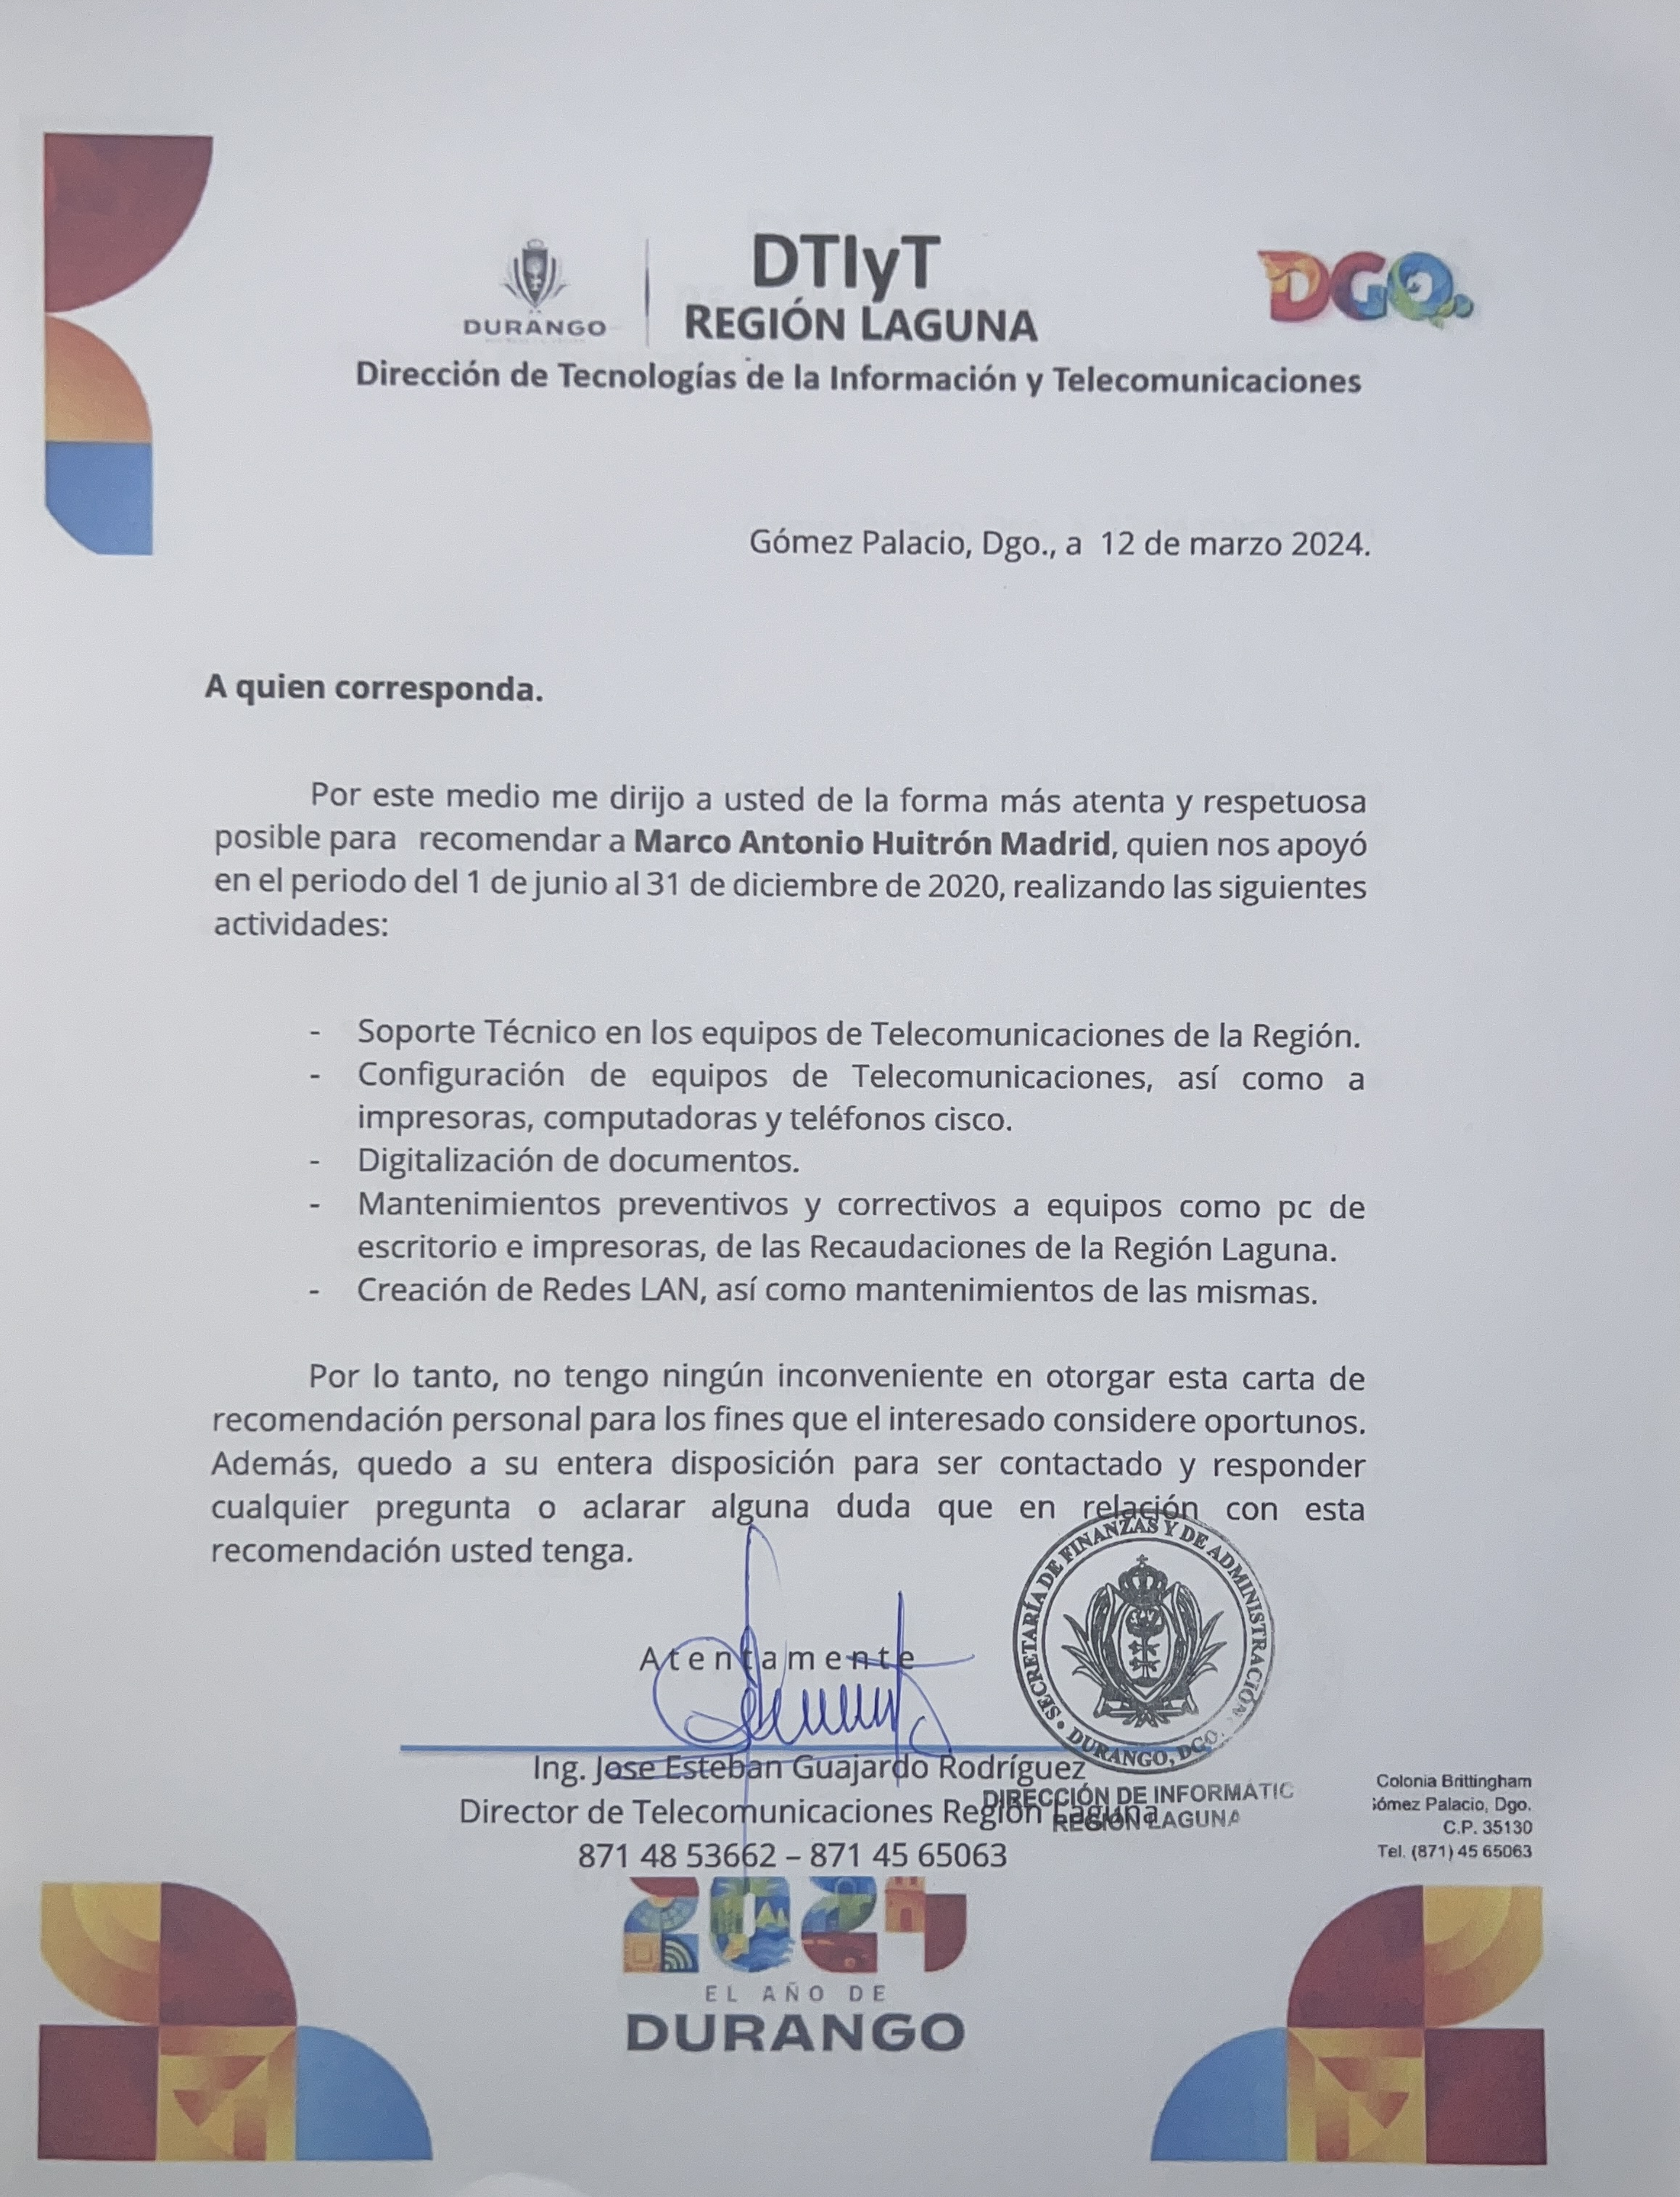 DURANGO
DTIyT
REGIÓN LAGUNA
DGO.
Dirección de Tecnologías de la Información y Telecomunicaciones
Gómez Palacio, Dgo., a 12 de marzo 2024.
A quien corresponda.
Por este medio me dirijo a usted de la forma más atenta y respetuosa
posible para recomendar a Marco Antonio Huitrón Madrid, quien nos apoyó
en el periodo del 1 de junio al 31 de diciembre de 2020, realizando las siguientes
actividades:
- Soporte Técnico en los equipos de Telecomunicaciones de la Región.
- Configuración de equipos de Telecomunicaciones, así como a
impresoras, computadoras y teléfonos cisco.
- Digitalización de documentos.
- Mantenimientos preventivos y correctivos a equipos como pc de
escritorio e impresoras, de las Recaudaciones de la Región Laguna.
- Creación de Redes LAN, así como mantenimientos de las mismas.
Por lo tanto, no tengo ningún inconveniente en otorgar esta carta de
recomendación personal para los fines que el interesado considere oportunos.
Además, quedo a su entera disposición para ser contactado y responder
cualquier pregunta o aclarar alguna duda que en relación con esta
recomendación usted tenga.
SECRETARÍA DE FINANZAS Y DE ADMINISTRACIÓN
• DURANGO, DGO.
Atentamente
Ing. Jose Esteban Guajardo Rodríguez
Director de Telecomunicaciones Región Laguna
DIRECCIÓN DE INFORMÁTIC
REGIÓN LAGUNA
871 48 53662 – 871 45 65063
Colonia Brittingham
Gómez Palacio, Dgo.
C.P. 35130
Tel. (871) 45 65063
2024
EL AÑO DE
DURANGO